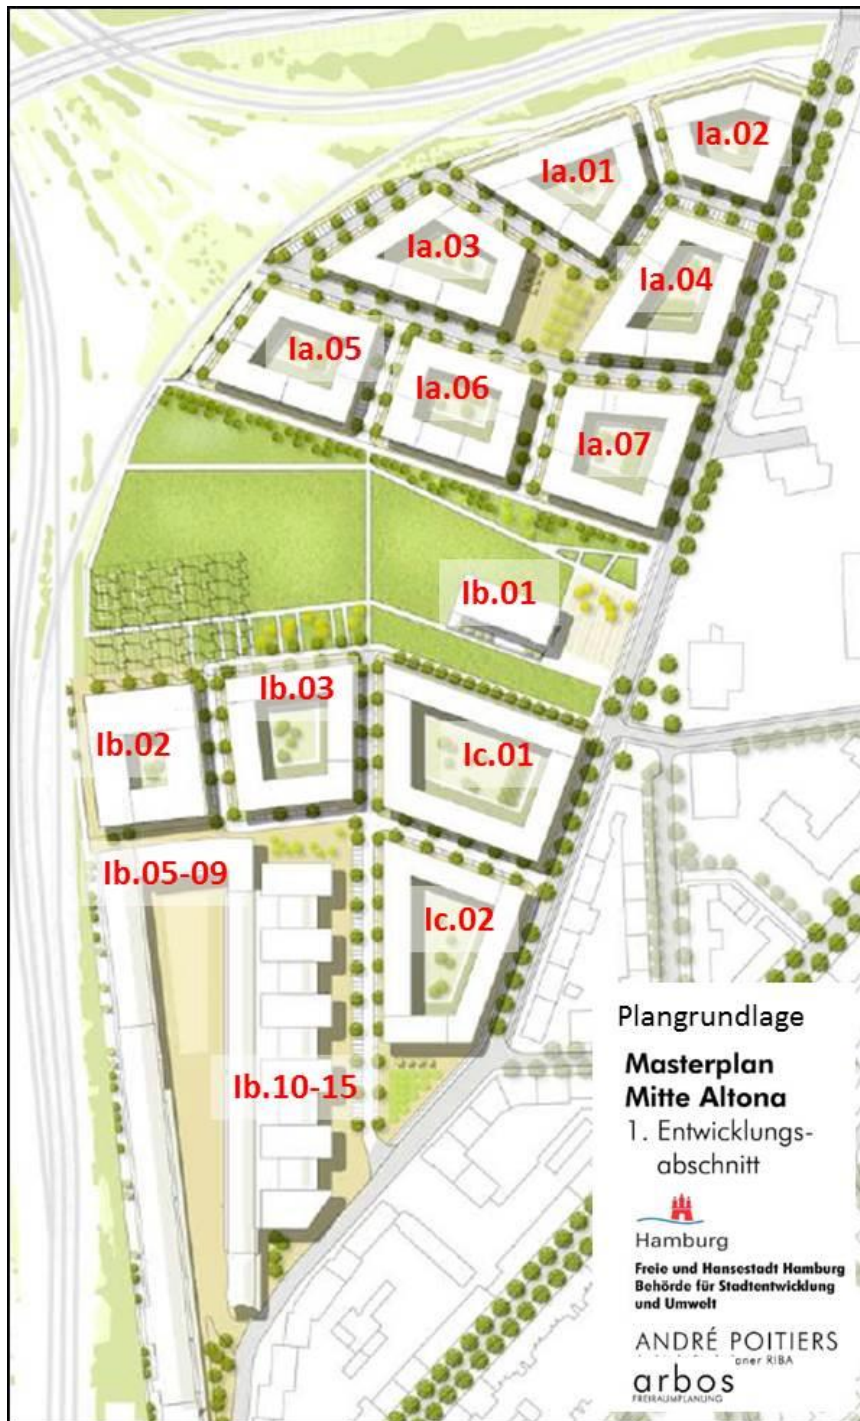 Ia.02
Ia.01
Ia.03
Ia.04
Ia.05
Ia.06
Ia.07
Ib.01
Ib.03
Ib.02
Ic.01
Ib.05-09
Ic.02
Ib.10-15
Plangrundlage
Masterplan
Mitte Altona
1. Entwicklungs-
abschnitt
Hamburg
Freie und Hansestadt Hamburg
Behörde für Stadtentwicklung
und Umwelt
ANDRÉ POITIERS
RIBA
arbos
FREIRAUMPLANUNG